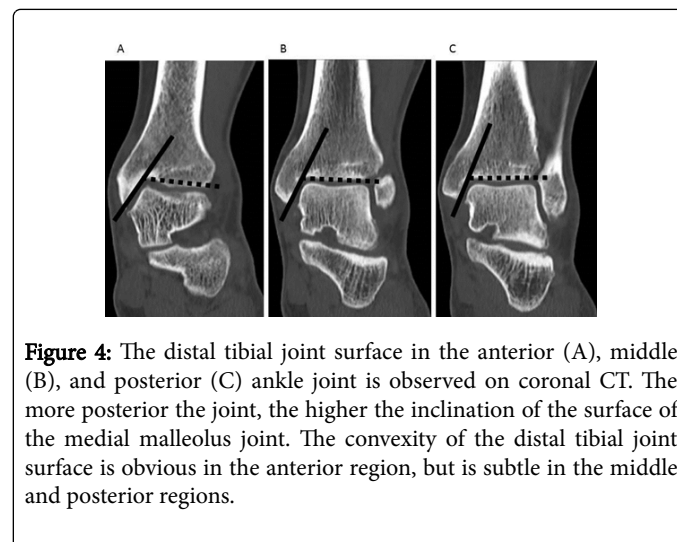 A B C
Figure 4: The distal tibial joint surface in the anterior (A), middle
(B), and posterior (C) ankle joint is observed on coronal CT. The
more posterior the joint, the higher the inclination of the surface of
the medial malleolus joint. The convexity of the distal tibial joint
surface is obvious in the anterior region, but is subtle in the middle
and posterior regions.